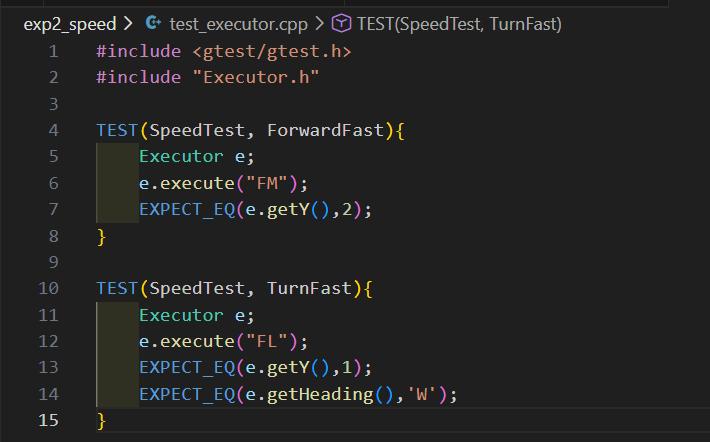 exp2_speed > test_executor.cpp > TEST(SpeedTest, TurnFast)
1 #include <gtest/gtest.h>
2 #include "Executor.h"
3
4 TEST(SpeedTest, ForwardFast){
5     Executor e;
6     e.execute("FM");
7     EXPECT_EQ(e.getY(),2);
8 }
9
10 TEST(SpeedTest, TurnFast){
11     Executor e;
12     e.execute("FL");
13     EXPECT_EQ(e.getY(),1);
14     EXPECT_EQ(e.getHeading(),'W');
15 }